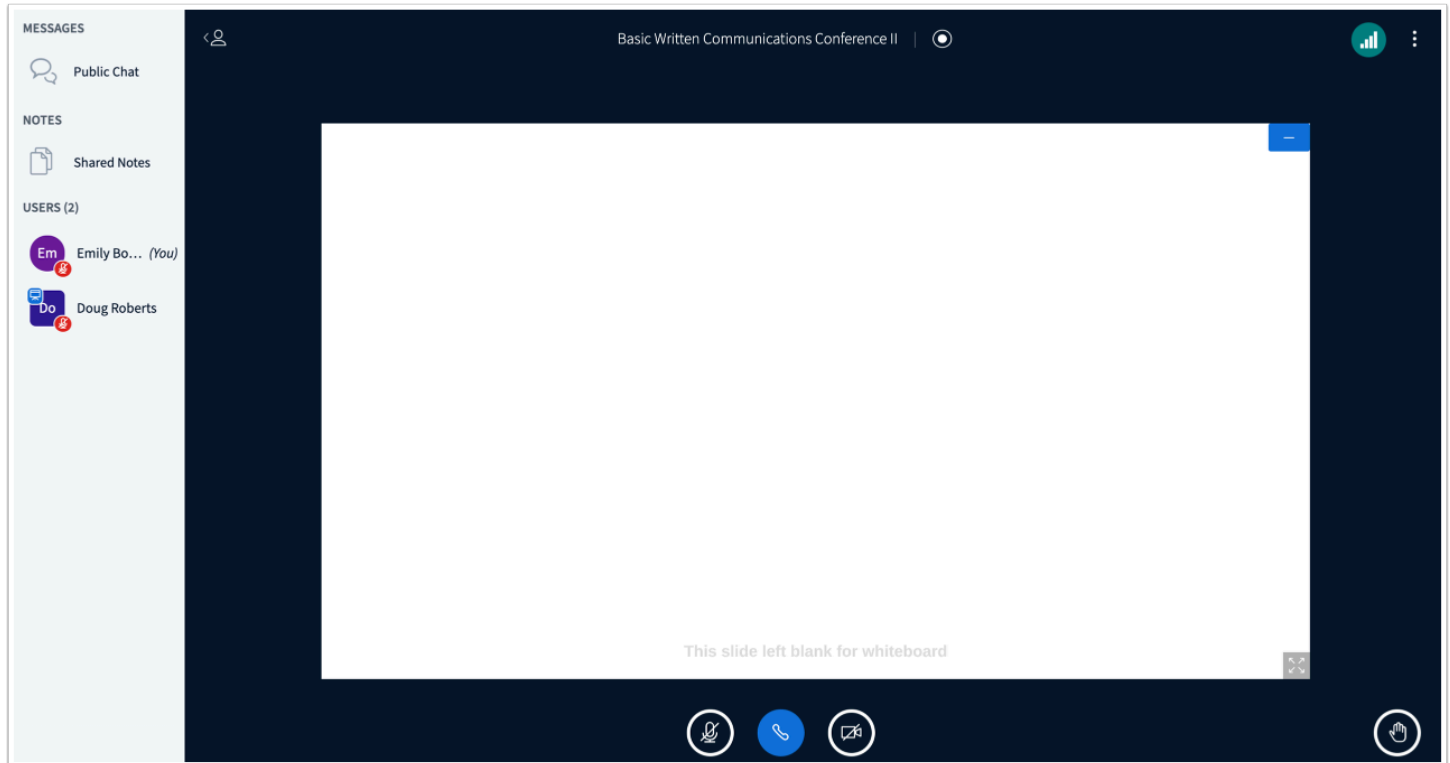 MESSAGES
Public Chat
NOTES
Shared Notes
USERS (2)
Em
Emily Bo... (You)
Do
Doug Roberts
Basic Written Communications Conference II
This slide left blank for whiteboard